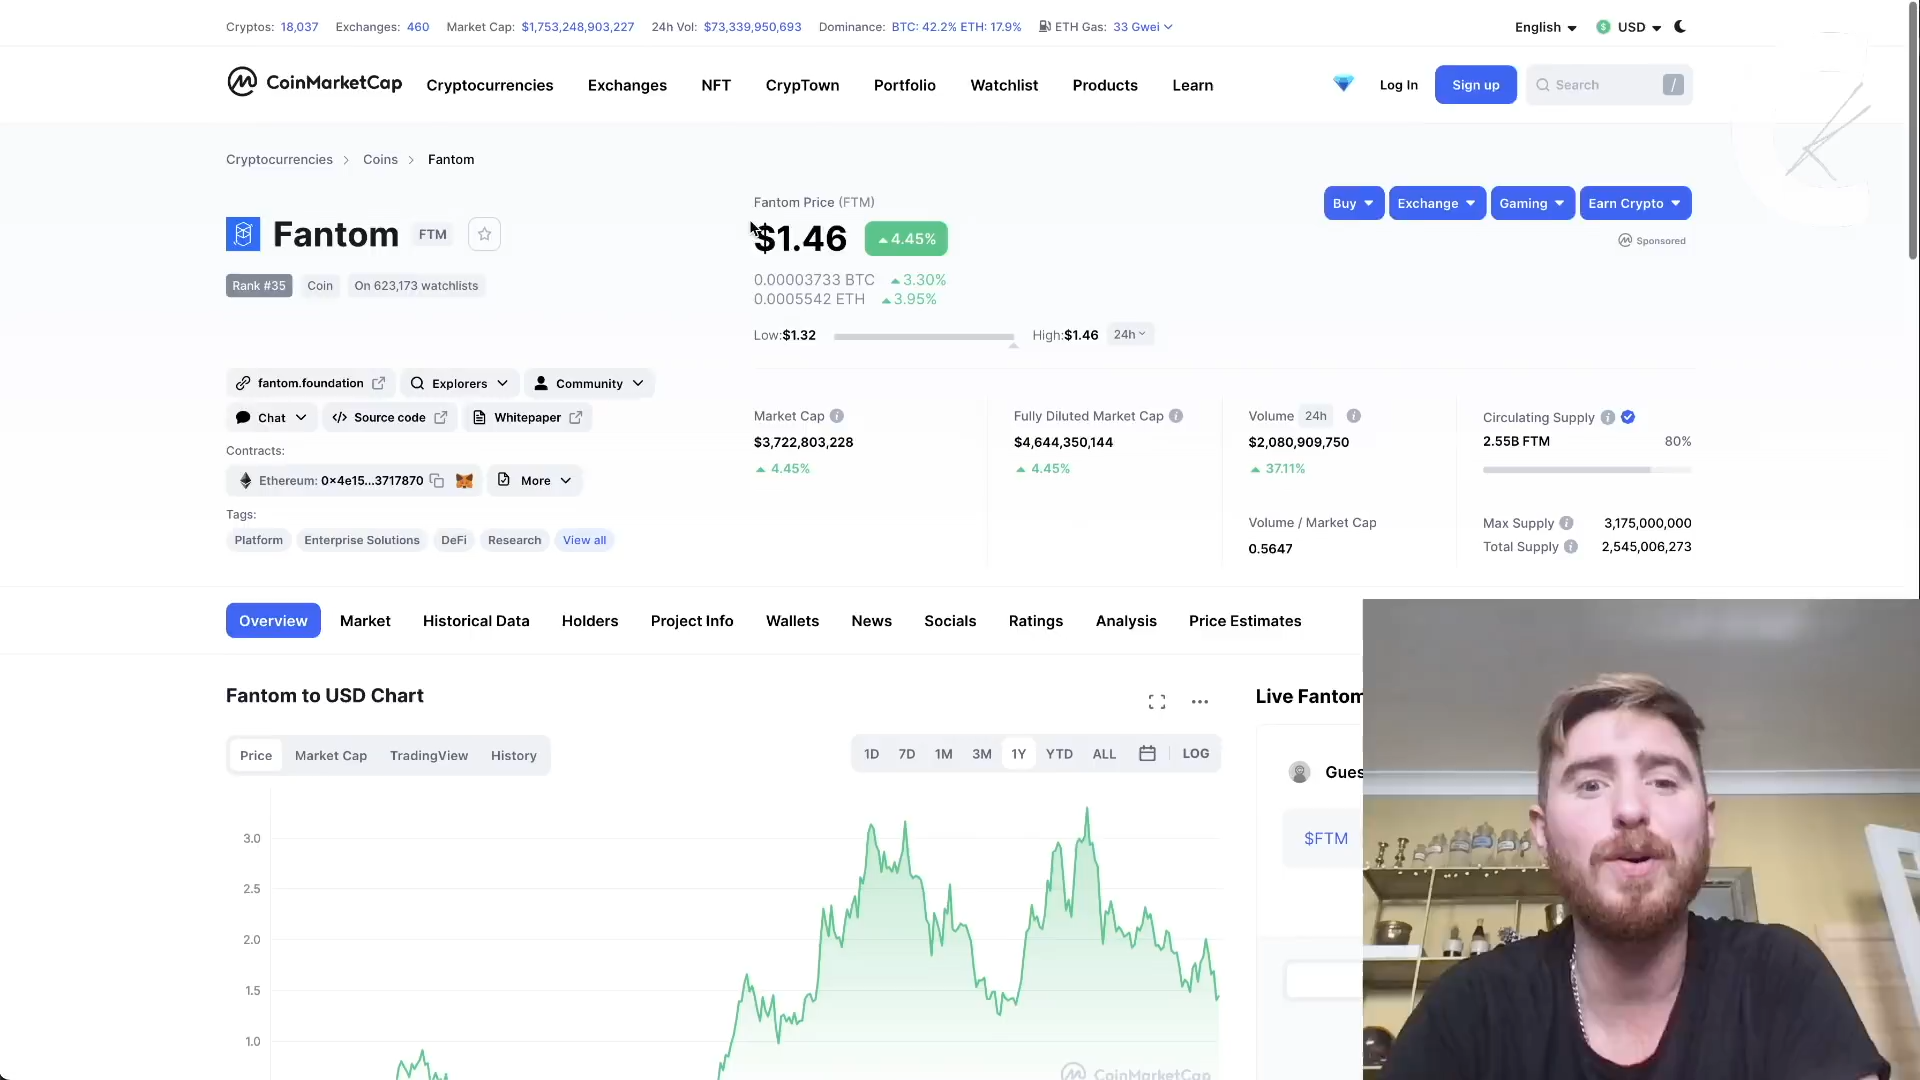 Cryptos: 18,037 Exchanges: 460 Market Cap: $1,753,248,903,227 24h Vol: $73,339,950,693 Dominance: BTC: 42.2% ETH: 17.9% ETH Gas: 33 Gwei English USD
CoinMarketCap Cryptocurrencies Exchanges NFT CrypTown Portfolio Watchlist Products Learn Log In Sign up Search /
Cryptocurrencies > Coins > Fantom
Fantom FTM
Rank #35 Coin On 623,173 watchlists
fantom.foundation Explorers Community
Chat Source code Whitepaper
Contracts:
Ethereum: 0x4e15...3717870 More
Tags:
Platform Enterprise Solutions DeFi Research View all
Fantom Price (FTM)
$1.46 4.45%
0.00003733 BTC 3.30%
0.0005542 ETH 3.95%
Low:$1.32 High:$1.46 24h
Buy Exchange Gaming Earn Crypto
Sponsored
Market Cap
$3,722,803,228
4.45%
Fully Diluted Market Cap
$4,644,350,144
4.45%
Volume 24h
$2,080,909,750
37.11%
Volume / Market Cap
0.5647
Circulating Supply
2.55B FTM 80%
Max Supply 3,175,000,000
Total Supply 2,545,006,273
Overview Market Historical Data Holders Project Info Wallets News Socials Ratings Analysis Price Estimates
Fantom to USD Chart
Price Market Cap TradingView History
1D 7D 1M 3M 1Y YTD ALL LOG
3.0
2.5
2.0
1.5
1.0
CoinMarketCap
Live Fantom
Gues
$FTM